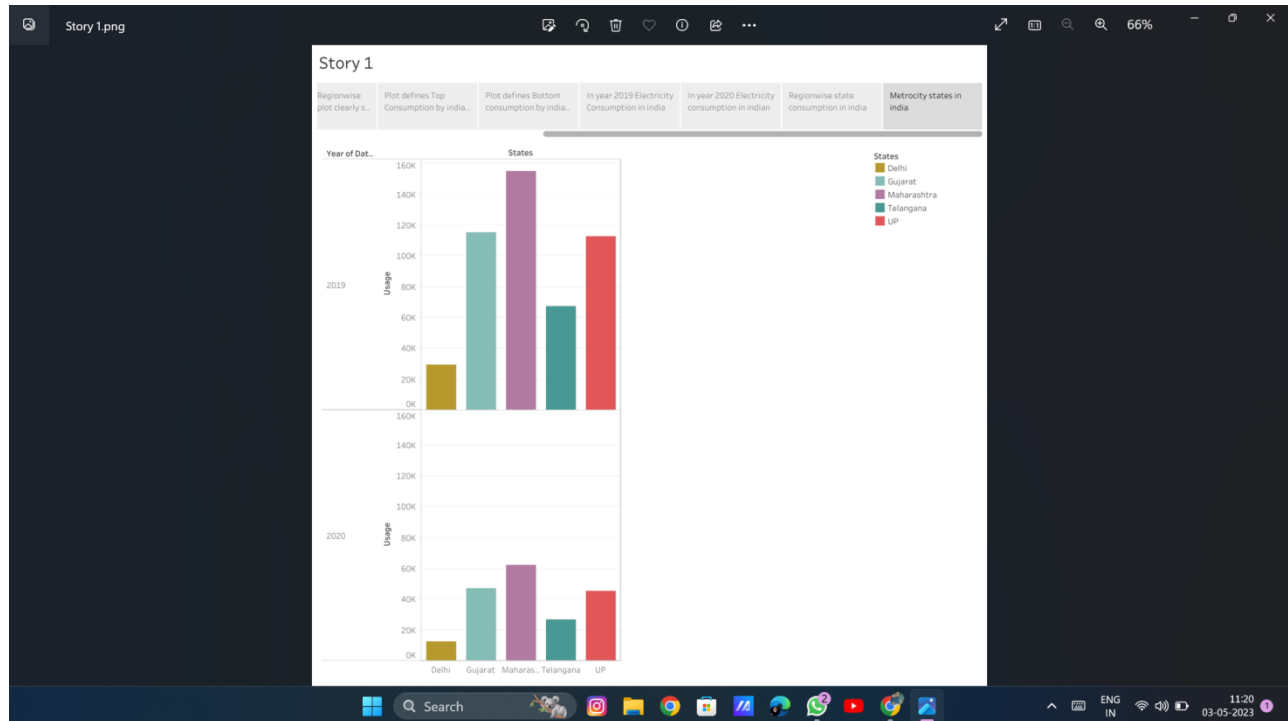 Story 1.png
66%
Story 1
Regionwise
plot clearly s..
Plot defines Top
Consumption by india..
Plot defines Bottom
consumption by india..
In year 2019 Electricity
Consumption in india
In year 2020 Electricity
consumption in indian
Regionwise state
consumption in india
Metrocity states in
india
Year of Dat..
States
160K
140K
120K
100K
80K
60K
40K
20K
0K
2019
Usage
160K
140K
120K
100K
80K
60K
40K
20K
0K
2020
Usage
Delhi
Gujarat
Maharas..
Telangana
UP
States
Delhi
Gujarat
Maharashtra
Telangana
UP
Search
2
ENG
IN
11:20
03-05-2023
1